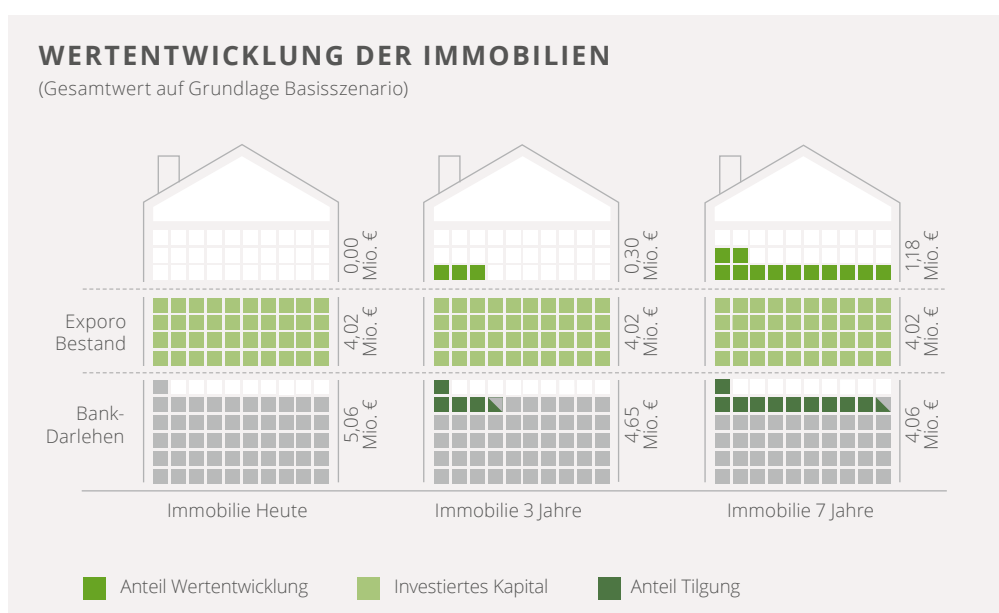 WERTENTWICKLUNG DER IMMOBILIEN
(Gesamtwert auf Grundlage Basisszenario)
0,00
Mio. €
0,30
Mio. €
1,18
Mio. €
Exporo
Bestand
4,02
Mio. €
4,02
Mio. €
4,02
Mio. €
Bank-
Darlehen
5,06
Mio. €
4,65
Mio. €
4,06
Mio. €
Immobilie Heute
Immobilie 3 Jahre
Immobilie 7 Jahre
Anteil Wertentwicklung
Investiertes Kapital
Anteil Tilgung